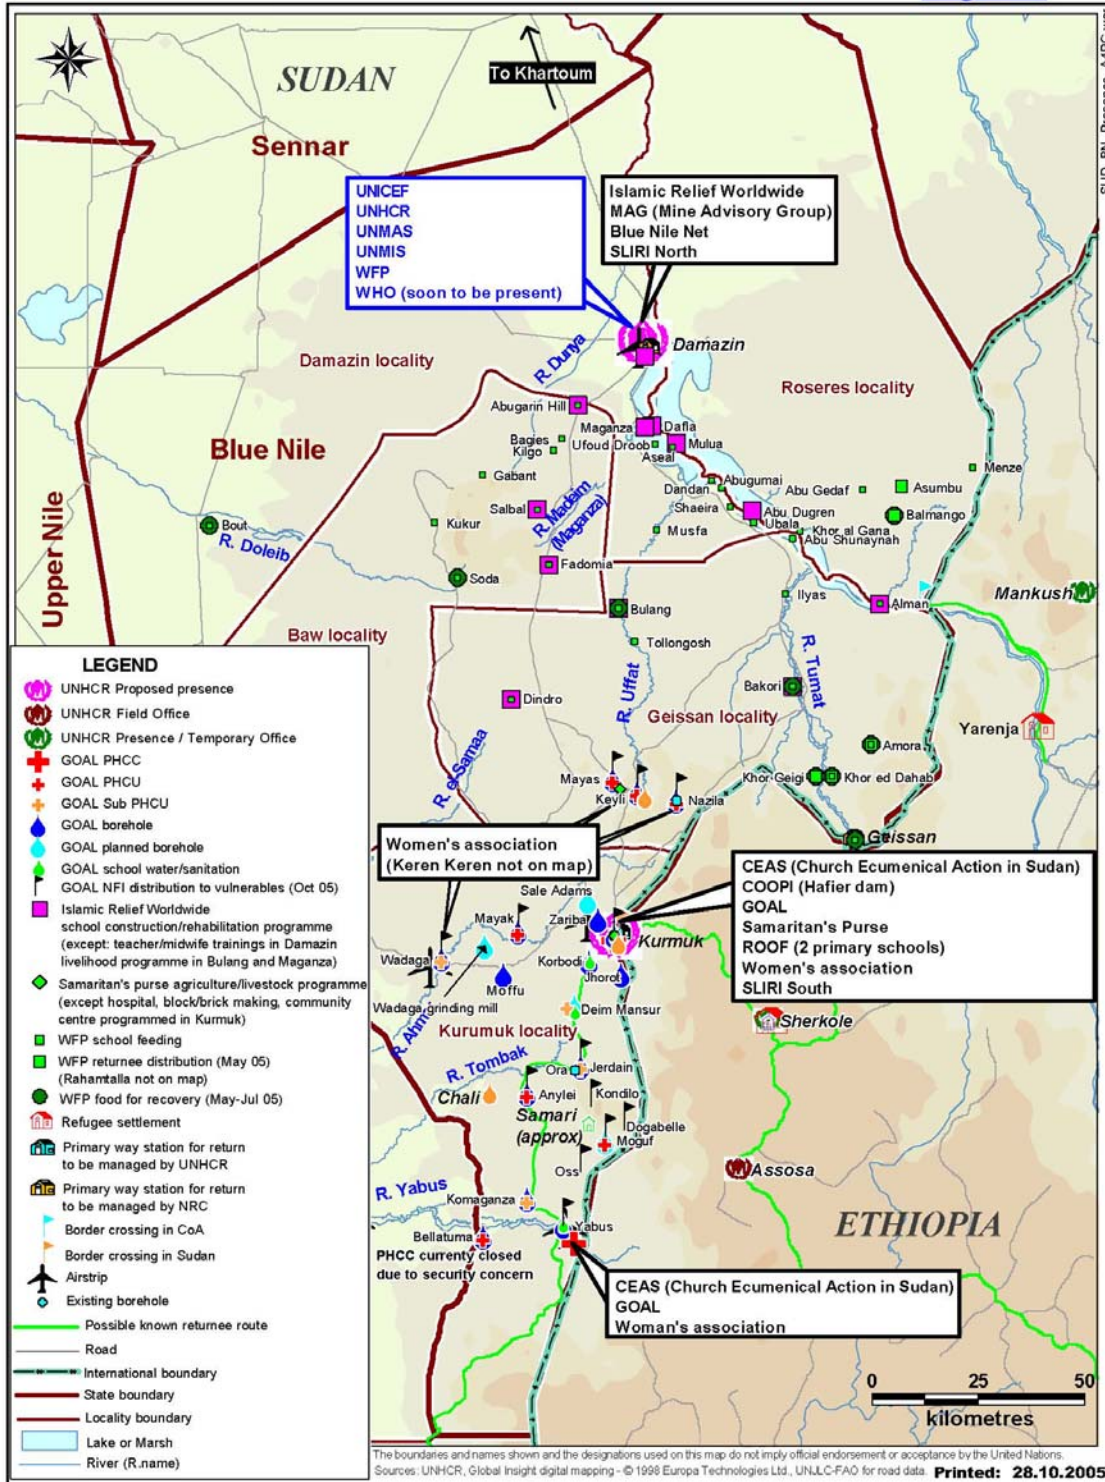 SUDAN
To Khartoum
Sennar
UNICEF
UNHCR
UNMAS
UNMIS
WFP
WHO (soon to be present)
Islamic Relief Worldwide
MAG (Mine Advisory Group)
Blue Nile Net
SLIRI North
Damazin
Damazin locality
R. Dunya
Roseres locality
Abugarin Hill
Maganza
Dafla
Blue Nile
Bagies
Kilgo
Ufoud Droob
Mulua
Aseal
Menze
Gabant
Dandan
Abugumai
Abu Gedaf
Asumbu
Upper Nile
Salbal
R. Madeim
(Maganza)
Shaeira
Abu Dugren
Balmango
Bout
Kukur
Musfa
Ubala
Khor al Gana
Abu Shunaynah
R. Doleib
Fadomia
Soda
Ilyas
Mankush
Bulang
Alman
Baw locality
Tollongosh
R. Tumat
R. Uffat
Bakori
Dindro
Geissan locality
Yarenja
Amora
R. el-Samaa
Mayas
Khor Geigi
Khor ed Dahab
Keyli
Nazila
Geissan
Women's association
(Keren Keren not on map)
CEAS (Church Ecumenical Action in Sudan)
COOPI (Hafier dam)
GOAL
Samaritan's Purse
ROOF (2 primary schools)
Women's association
SLIRI South
Sale Adams
Mayak
Zariba
Kurmuk
Wadaga
Korbodi
Jhorot
Moffu
Wadaga grinding mill
Deim Mansur
R. Ahm
Kurumuk locality
Sherkole
R. Tombak
Ora
Jerdain
Chali
Anylei
Kondilo
Samari
(approx)
Dogabelle
Moguf
Oss
Assosa
R. Yabus
Komaganza
Yabus
ETHIOPIA
Bellatuma
PHCC currenty closed
due to security concern
CEAS (Church Ecumenical Action in Sudan)
GOAL
Woman's association
LEGEND
UNHCR Proposed presence
UNHCR Field Office
UNHCR Presence / Temporary Office
GOAL PHCC
GOAL PHCU
GOAL Sub PHCU
GOAL borehole
GOAL planned borehole
GOAL school water/sanitation
GOAL NFI distribution to vulnerables (Oct 05)
Islamic Relief Worldwide
school construction/rehabilitation programme
(except: teacher/midwife trainings in Damazin
livelihood programme in Bulang and Maganza)
Samaritan's purse agriculture/livestock programme
(except hospital, block/brick making, community
centre programmed in Kurmuk)
WFP school feeding
WFP returnee distribution (May 05)
(Rahamtalla not on map)
WFP food for recovery (May-Jul 05)
Refugee settlement
Primary way station for return
to be managed by UNHCR
Primary way station for return
to be managed by NRC
Border crossing in CoA
Border crossing in Sudan
Airstrip
Existing borehole
Possible known returnee route
Road
International boundary
State boundary
Locality boundary
Lake or Marsh
River (R.name)
0 25 50
kilometres
The boundaries and names shown and the designations used on this map do not imply official endorsement or acceptance by the United Nations.
Sources: UNHCR, Global Insight digital mapping - © 1998 Europa Technologies Ltd., UNJLC-FAO for road data. Printed: 28.10.2005